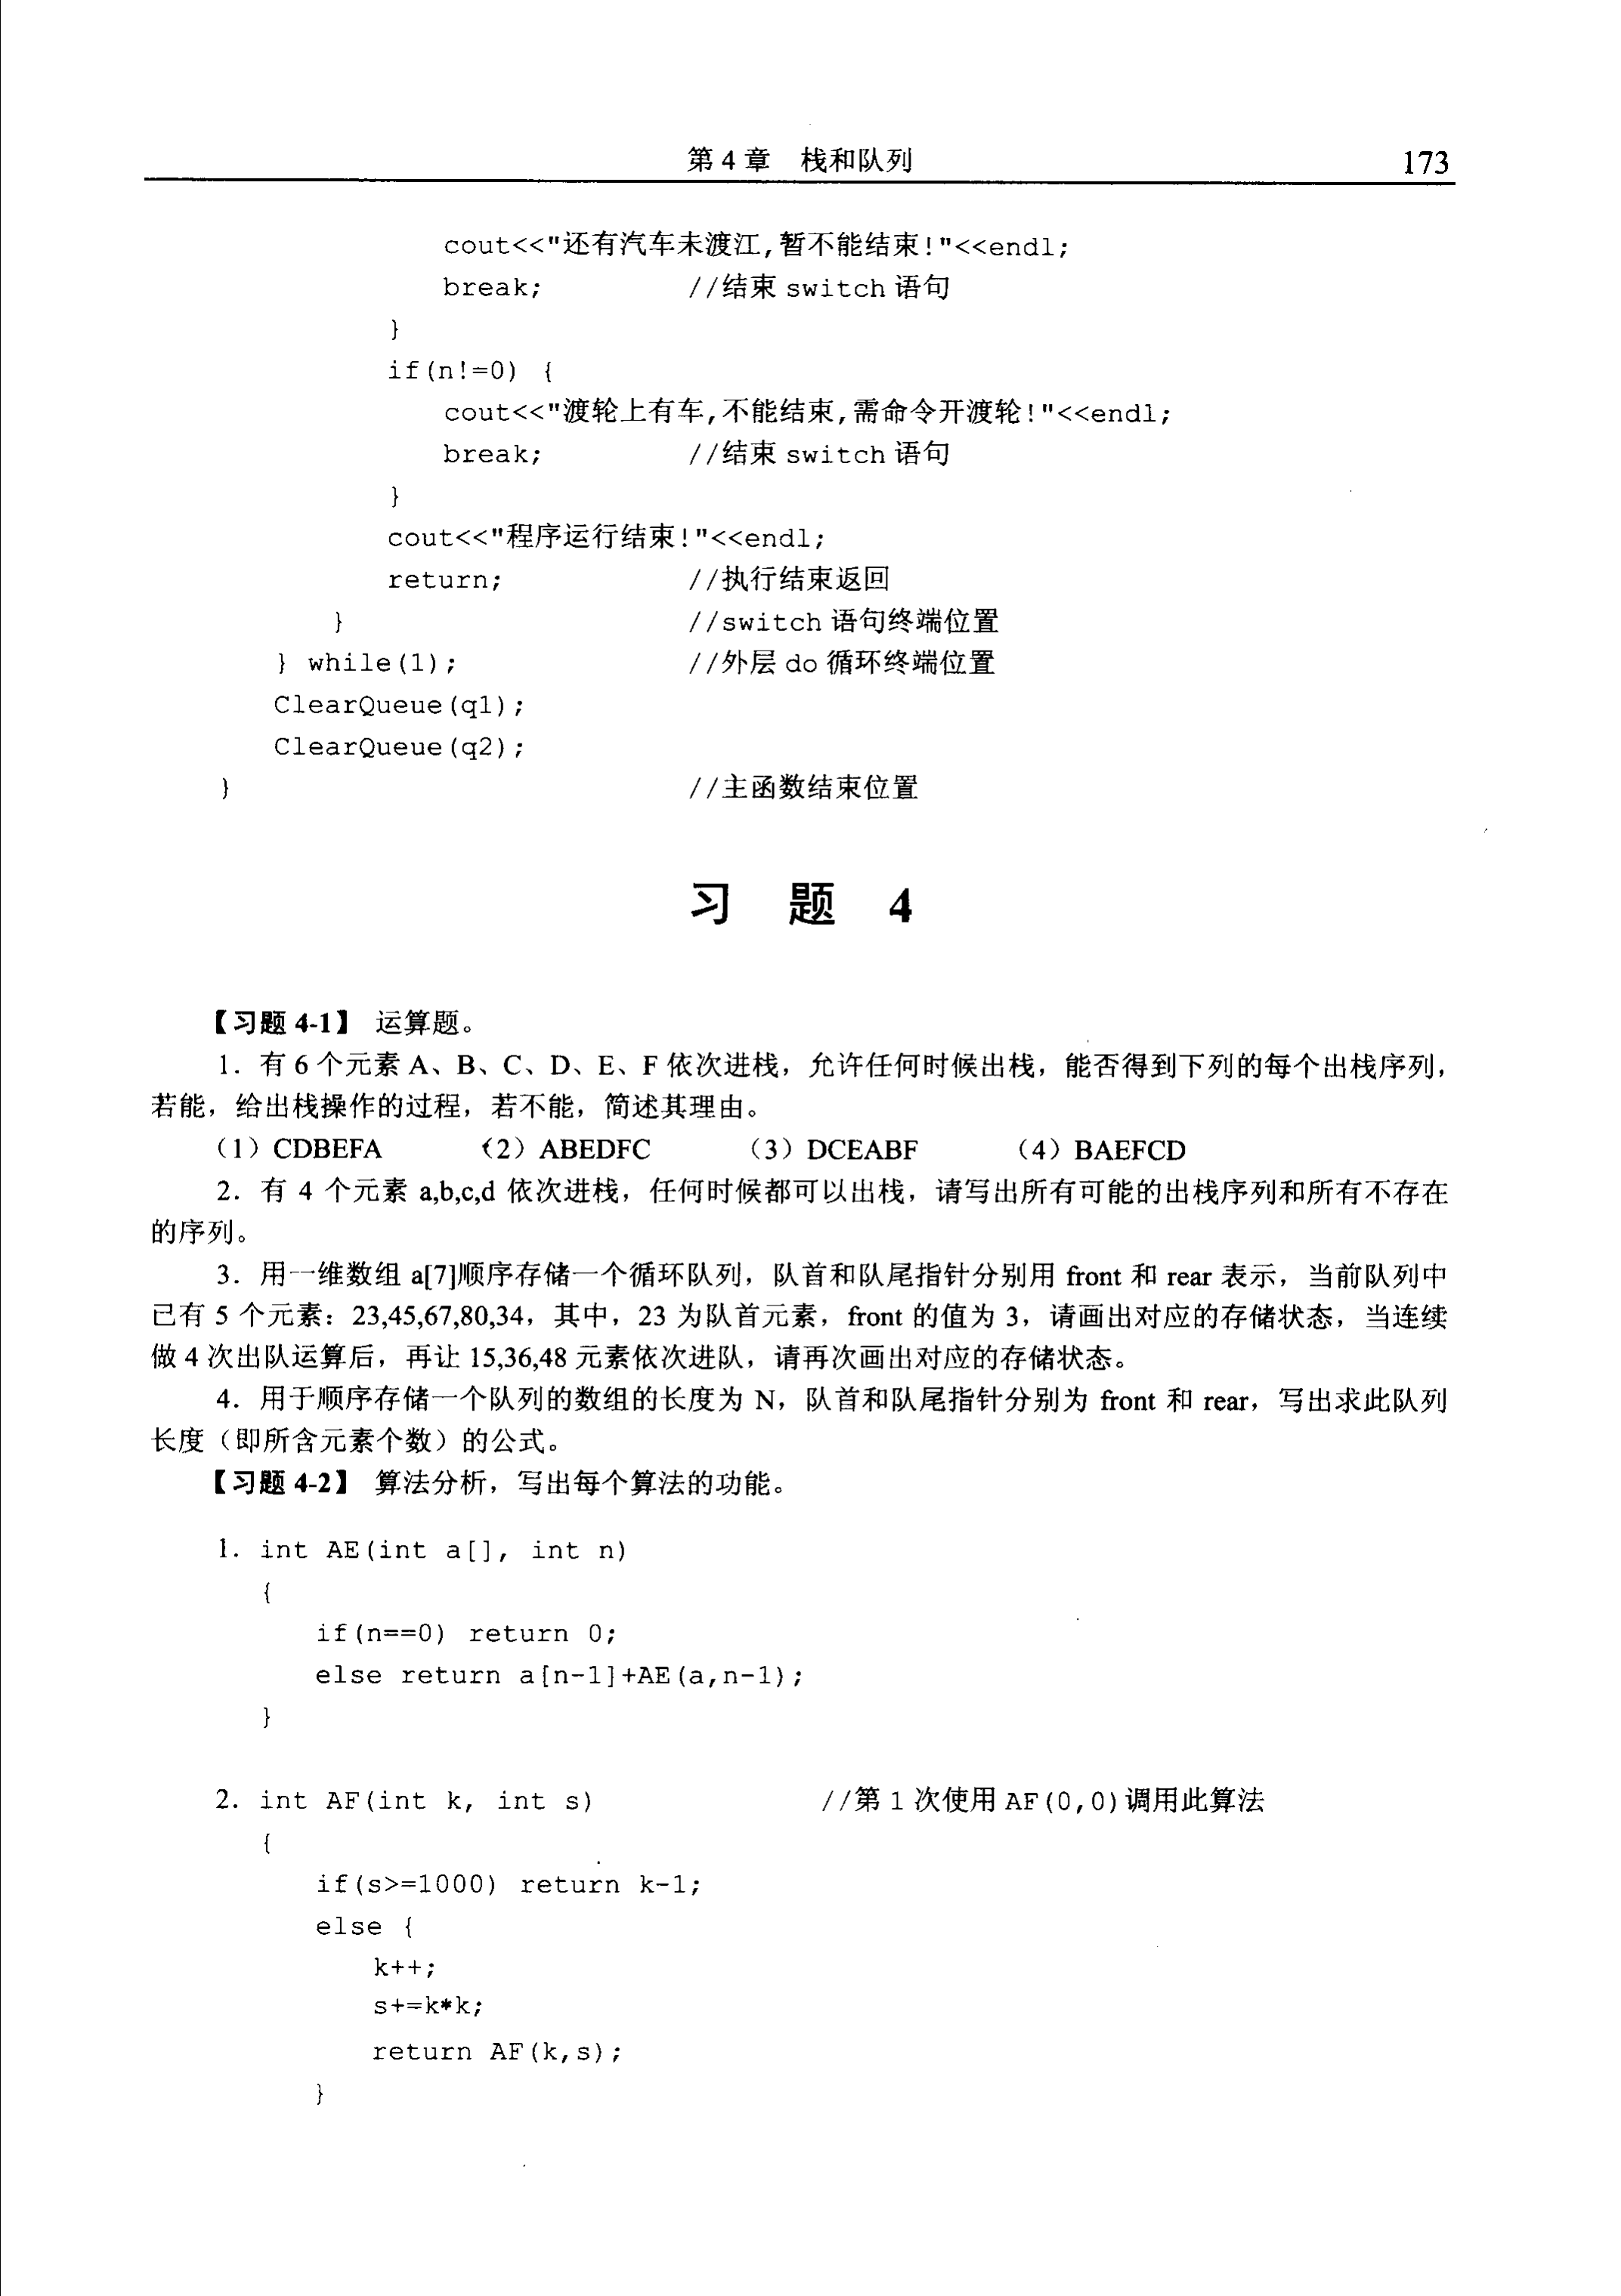 第 4 章 栈和队列 173
cout<<"还有汽车未渡江,暂不能结束!"<<endl;
break; //结束 switch 语句
}
if(n!=0) {
cout<<"渡轮上有车,不能结束,需命令开渡轮!"<<endl;
break; //结束 switch 语句
}
cout<<"程序运行结束!"<<endl;
return; //执行结束返回
} //switch 语句终端位置
} while(1); //外层 do 循环终端位置
ClearQueue(q1);
ClearQueue(q2);
} //主函数结束位置
习 题 4
【习题 4-1】 运算题。
1. 有 6 个元素 A、B、C、D、E、F 依次进栈，允许任何时候出栈，能否得到下列的每个出栈序列，
若能，给出栈操作的过程，若不能，简述其理由。
（1）CDBEFA （2）ABEDFC （3）DCEABF （4）BAEFCD
2. 有 4 个元素 a,b,c,d 依次进栈，任何时候都可以出栈，请写出所有可能的出栈序列和所有不存在
的序列。
3. 用一维数组 a[7]顺序存储一个循环队列，队首和队尾指针分别用 front 和 rear 表示，当前队列中
已有 5 个元素：23,45,67,80,34，其中，23 为队首元素，front 的值为 3，请画出对应的存储状态，当连续
做 4 次出队运算后，再让 15,36,48 元素依次进队，请再次画出对应的存储状态。
4. 用于顺序存储一个队列的数组的长度为 N，队首和队尾指针分别为 front 和 rear，写出求此队列
长度（即所含元素个数）的公式。
【习题 4-2】 算法分析，写出每个算法的功能。
1. int AE(int a[], int n)
{
if(n==0) return 0;
else return a[n-1]+AE(a,n-1);
}
2. int AF(int k, int s) //第 1 次使用 AF(0,0)调用此算法
{
if(s>=1000) return k-1;
else {
k++;
s+=k*k;
return AF(k,s);
}